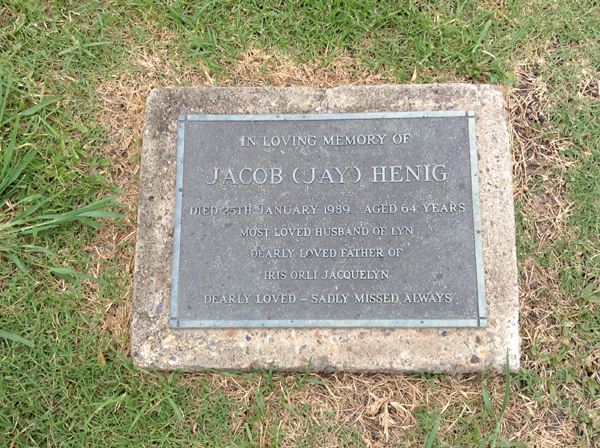 IN LOVING MEMORY OF
JACOB (JAY) HENIG
DIED 25TH JANUARY 1989 AGED 64 YEARS
MOST LOVED HUSBAND OF LYN
DEARLY LOVED FATHER OF
IRIS ORLI JACQUELYN
DEARLY LOVED – SADLY MISSED ALWAYS